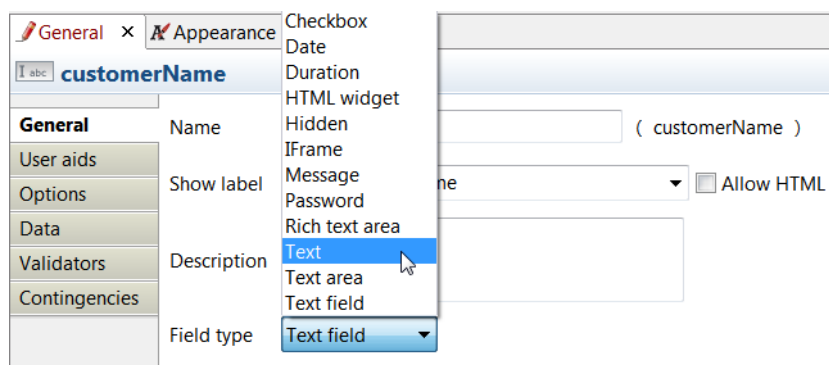 General × Appearance
I abc customerName
General
User aids
Options
Data
Validators
Contingencies
Name
( customerName )
Show label
me
Allow HTML
Description
Checkbox
Date
Duration
HTML widget
Hidden
IFrame
Message
Password
Rich text area
Text
Text area
Text field
Field type
Text field